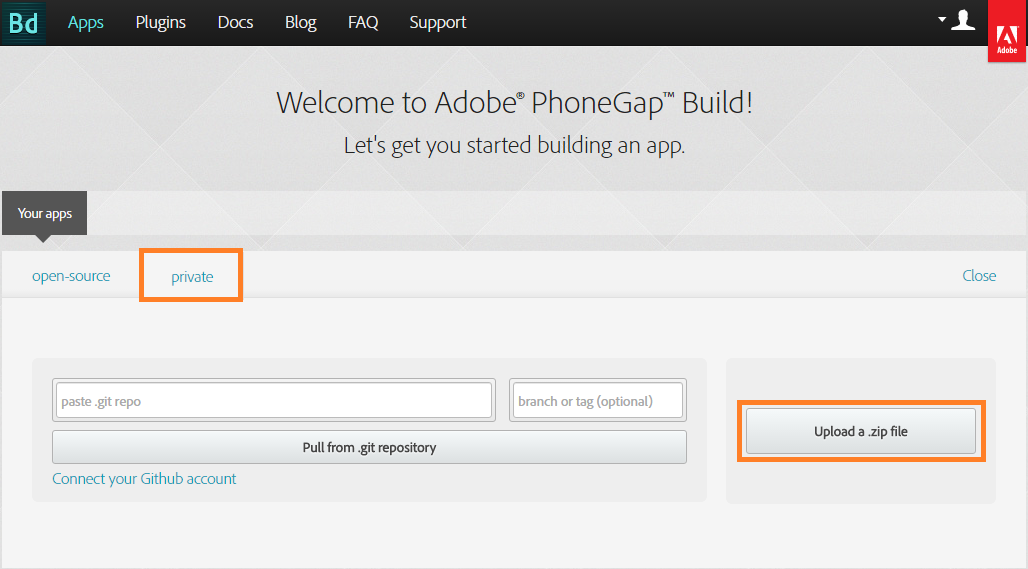 Bd Apps Plugins Docs Blog FAQ Support
Adobe
Welcome to Adobe® PhoneGap™ Build!
Let's get you started building an app.
Your apps
open-source private Close
paste .git repo branch or tag (optional)
Upload a .zip file
Pull from .git repository
Connect your Github account